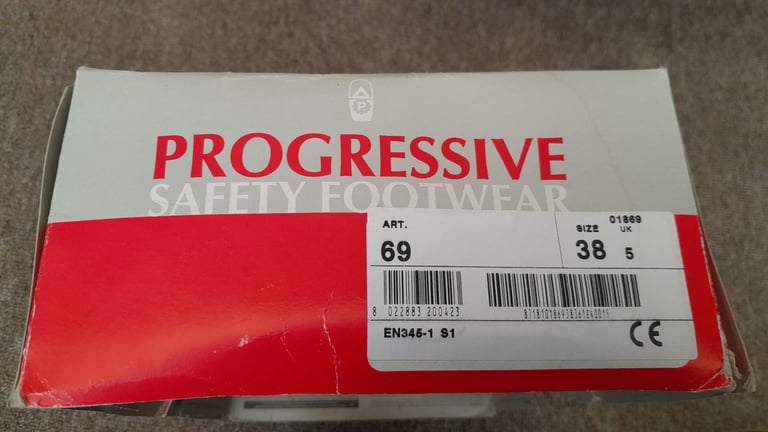 P
PROGRESSIVE
SAFETY FOOTWEAR
ART.
69
01869
SIZE UK
38 5
8 022883 200423
EN345-1 S1
CE